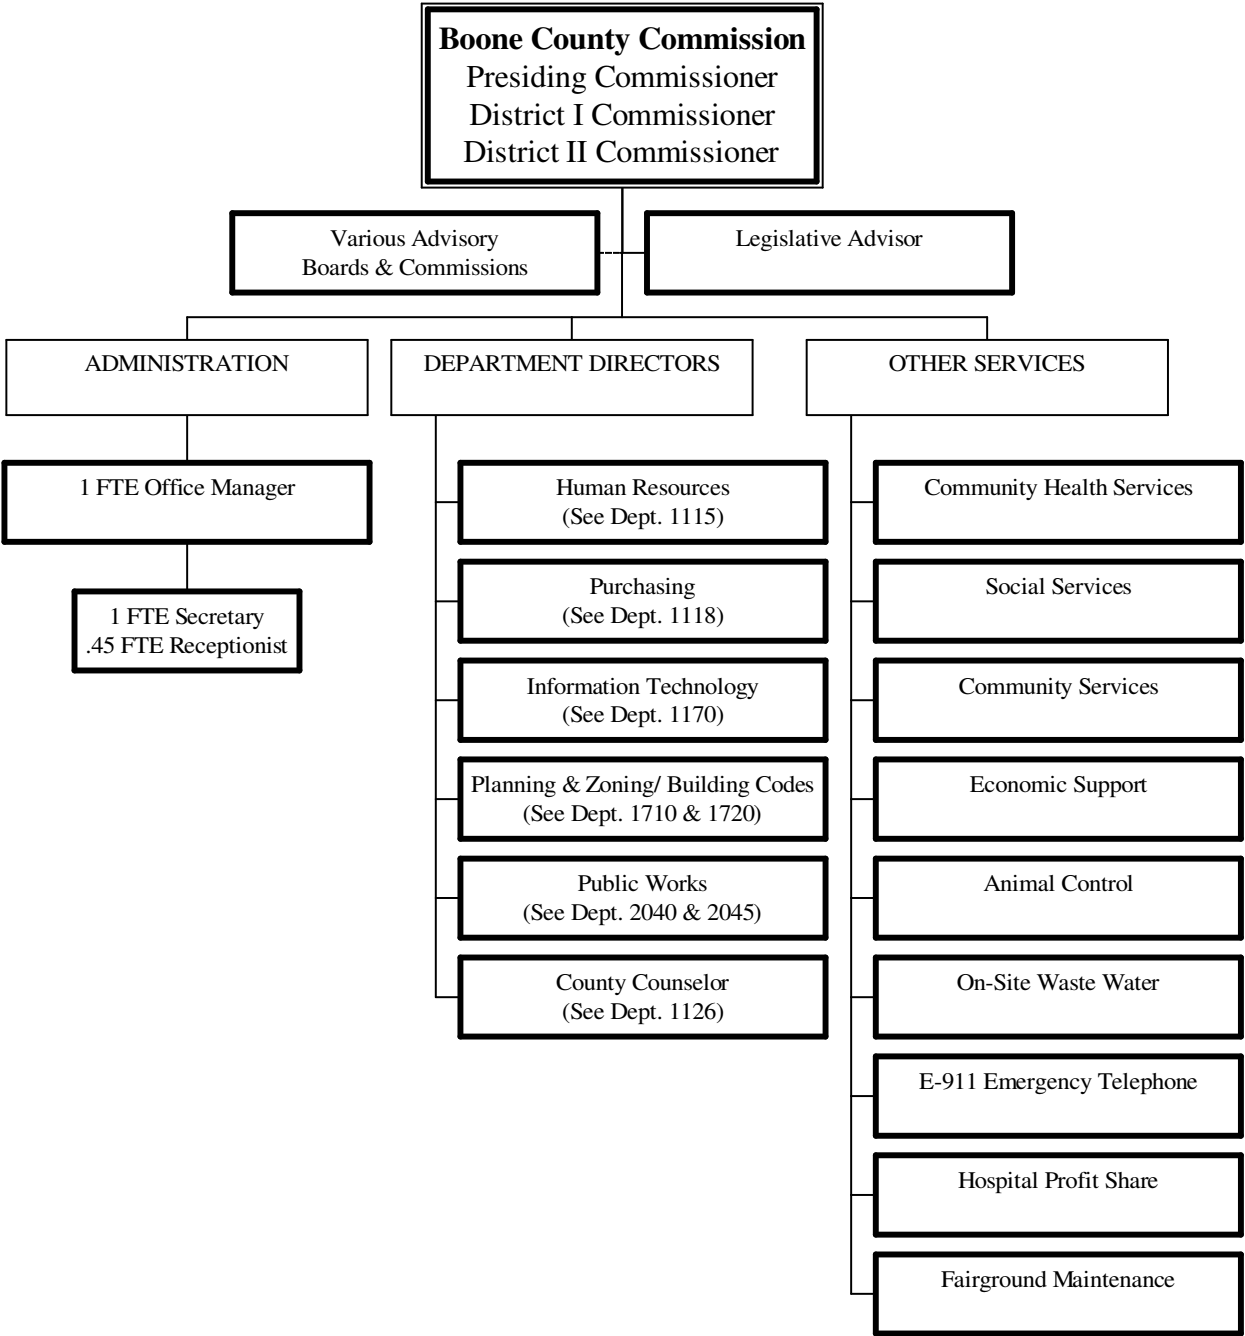 Boone County Commission
Presiding Commissioner
District I Commissioner
District II Commissioner
Various Advisory
Boards & Commissions
Legislative Advisor
ADMINISTRATION
1 FTE Office Manager
1 FTE Secretary
.45 FTE Receptionist
DEPARTMENT DIRECTORS
Human Resources
(See Dept. 1115)
Purchasing
(See Dept. 1118)
Information Technology
(See Dept. 1170)
Planning & Zoning/ Building Codes
(See Dept. 1710 & 1720)
Public Works
(See Dept. 2040 & 2045)
County Counselor
(See Dept. 1126)
OTHER SERVICES
Community Health Services
Social Services
Community Services
Economic Support
Animal Control
On-Site Waste Water
E-911 Emergency Telephone
Hospital Profit Share
Fairground Maintenance